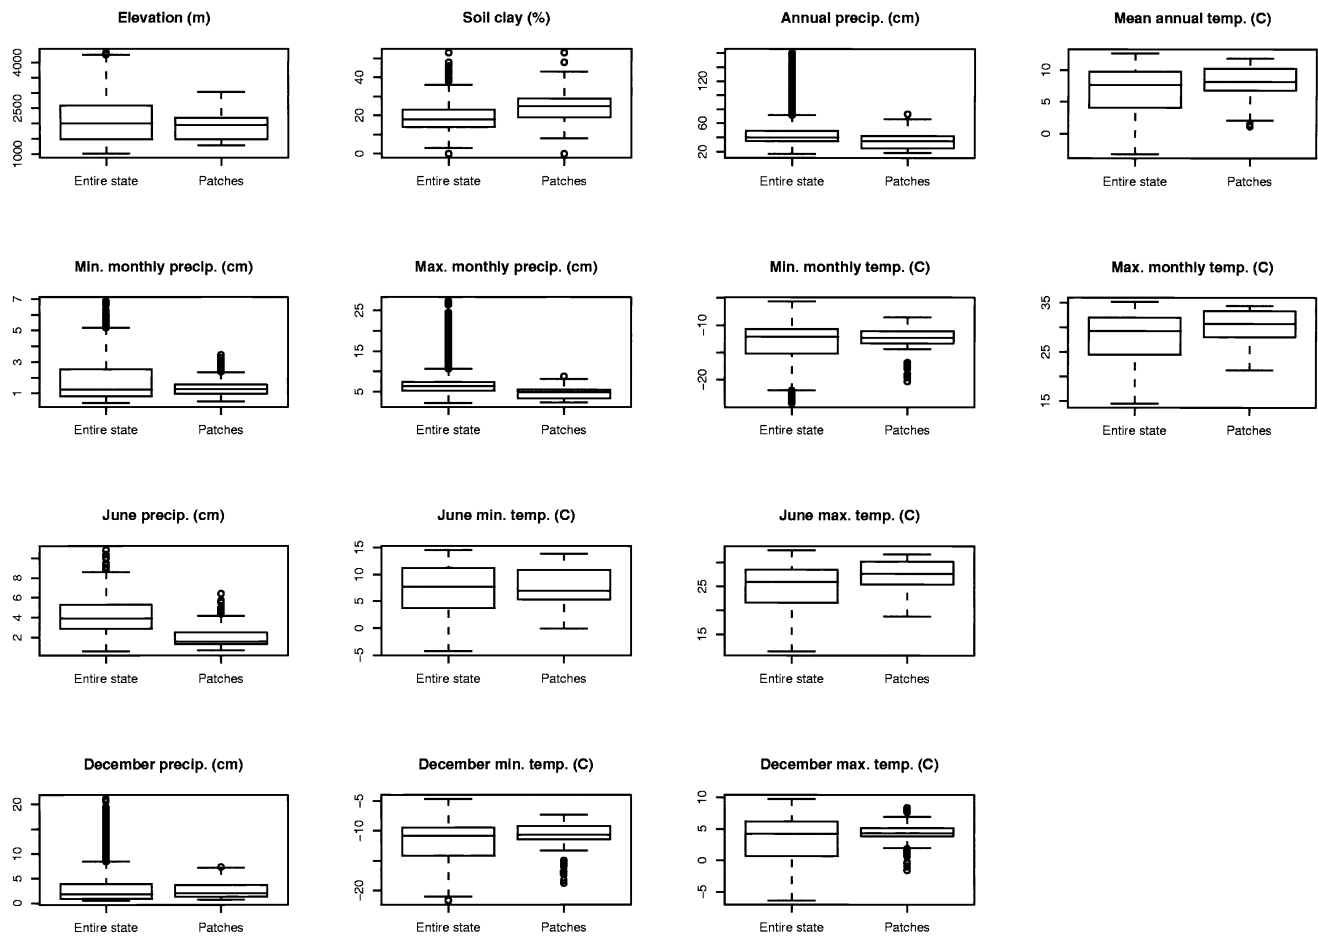 Elevation (m)
Soil clay (%)
Annual precip. (cm)
Mean annual temp. (C)
4000
2500
1000
Entire state
Patches
40
20
0
Entire state
Patches
120
60
20
Entire state
Patches
10
5
0
Entire state
Patches
Min. monthly precip. (cm)
Max. monthly precip. (cm)
Min. monthly temp. (C)
Max. monthly temp. (C)
7
5
3
1
Entire state
Patches
25
15
5
Entire state
Patches
-10
-20
Entire state
Patches
35
25
15
Entire state
Patches
June precip. (cm)
June min. temp. (C)
June max. temp. (C)
8
6
4
2
Entire state
Patches
15
10
5
0
-5
Entire state
Patches
25
15
Entire state
Patches
December precip. (cm)
December min. temp. (C)
December max. temp. (C)
20
10
5
0
Entire state
Patches
-5
-10
-20
Entire state
Patches
10
5
0
-5
Entire state
Patches